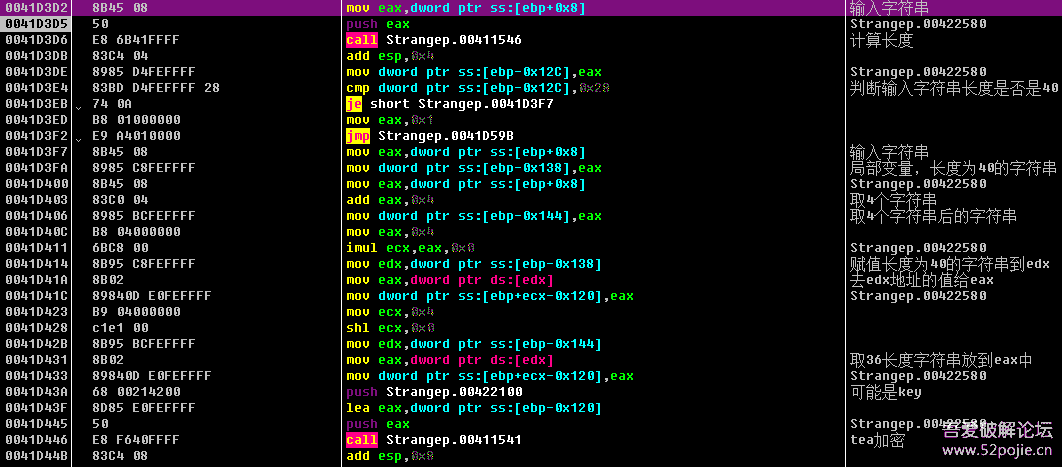 0041D3D2 8B45 08 mov eax,dword ptr ss:[ebp+0x8] 输入字符串
0041D3D5 50 push eax Strangep.00422580
0041D3D6 E8 6B41FFFF call Strangep.00411546 计算长度
0041D3DB 83C4 04 add esp,0x4
0041D3DE 8985 D4FEFFFF mov dword ptr ss:[ebp-0x12C],eax Strangep.00422580
0041D3E4 83BD D4FEFFFF 28 cmp dword ptr ss:[ebp-0x12C],0x28 判断输入字符串长度是否是40
0041D3EB 74 0A je short Strangep.0041D3F7
0041D3ED B8 01000000 mov eax,0x1
0041D3F2 E9 A4010000 jmp Strangep.0041D59B
0041D3F7 8B45 08 mov eax,dword ptr ss:[ebp+0x8] 输入字符串
0041D3FA 8985 C8FEFFFF mov dword ptr ss:[ebp-0x138],eax 局部变量，长度为40的字符串
0041D400 8B45 08 mov eax,dword ptr ss:[ebp+0x8] Strangep.00422580
0041D403 83C0 04 add eax,0x4 取4个字符串
0041D406 8985 BCFEFFFF mov dword ptr ss:[ebp-0x144],eax 取4个字符串后的字符串
0041D40C B8 04000000 mov eax,0x4
0041D411 6BC8 00 imul ecx,eax,0x0 Strangep.00422580
0041D414 8B95 C8FEFFFF mov edx,dword ptr ss:[ebp-0x138] 赋值长度为40的字符串到edx
0041D41A 8B02 mov eax,dword ptr ds:[edx] 去edx地址的值给eax
0041D41C 89840D E0FEFFFF mov dword ptr ss:[ebp+ecx-0x120],eax Strangep.00422580
0041D423 B9 04000000 mov ecx,0x4
0041D428 c1e1 00 shl ecx,0x0
0041D42B 8B95 BCFEFFFF mov edx,dword ptr ss:[ebp-0x144]
0041D431 8B02 mov eax,dword ptr ds:[edx] 取36长度字符串放到eax中
0041D433 89840D E0FEFFFF mov dword ptr ss:[ebp+ecx-0x120],eax Strangep.00422580
0041D43A 68 00214200 push Strangep.00422100 可能是key
0041D43F 8D85 E0FEFFFF lea eax,dword ptr ss:[ebp-0x120]
0041D445 50 push eax Strangep.00422580
0041D446 E8 F640FFFF call Strangep.00411541 tea加密
0041D44B 83C4 08 add esp,0x8
吾爱破解论坛
www.52pojie.cn